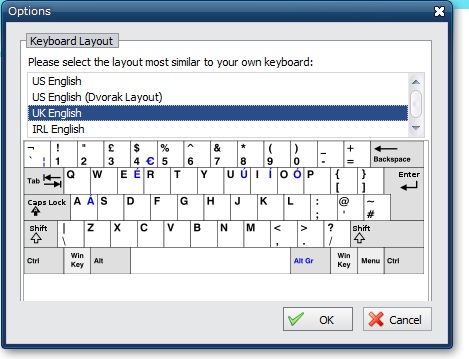 Options
Keyboard Layout
Please select the layout most similar to your own keyboard:
US English
US English (Dvorak Layout)
UK English
IRL English
¬ ! " £ $ % ^ & * ( ) _ + Backspace
` ¦ 1 2 3 4 € 5 6 7 8 9 0 - =
Tab Q W E É R T Y U Ú I Í O Ó P { } Enter
[ ]
Caps Lock A Á S D F G H J K L : @ ~
; ' #
Shift | Z X C V B N M < > ? Shift
\ , . /
Ctrl Win Key Alt Alt Gr Win Key Menu Ctrl
OK Cancel